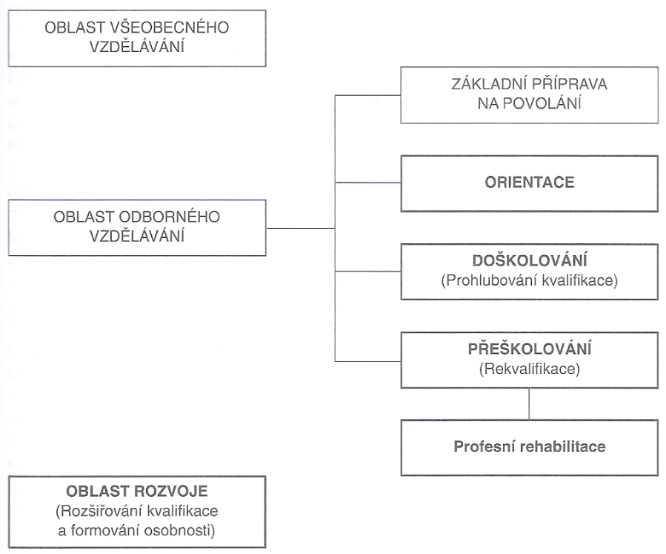 OBLAST VŠEOBECNÉHO
VZDĚLÁVÁNÍ
ZÁKLADNÍ PŘÍPRAVA
NA POVOLÁNÍ
ORIENTACE
OBLAST ODBORNÉHO
VZDĚLÁVÁNÍ
DOŠKOLOVÁNÍ
(Prohlubování kvalifikace)
PŘEŠKOLOVÁNÍ
(Rekvalifikace)
Profesní rehabilitace
OBLAST ROZVOJE
(Rozšiřování kvalifikace
a formování osobnosti)